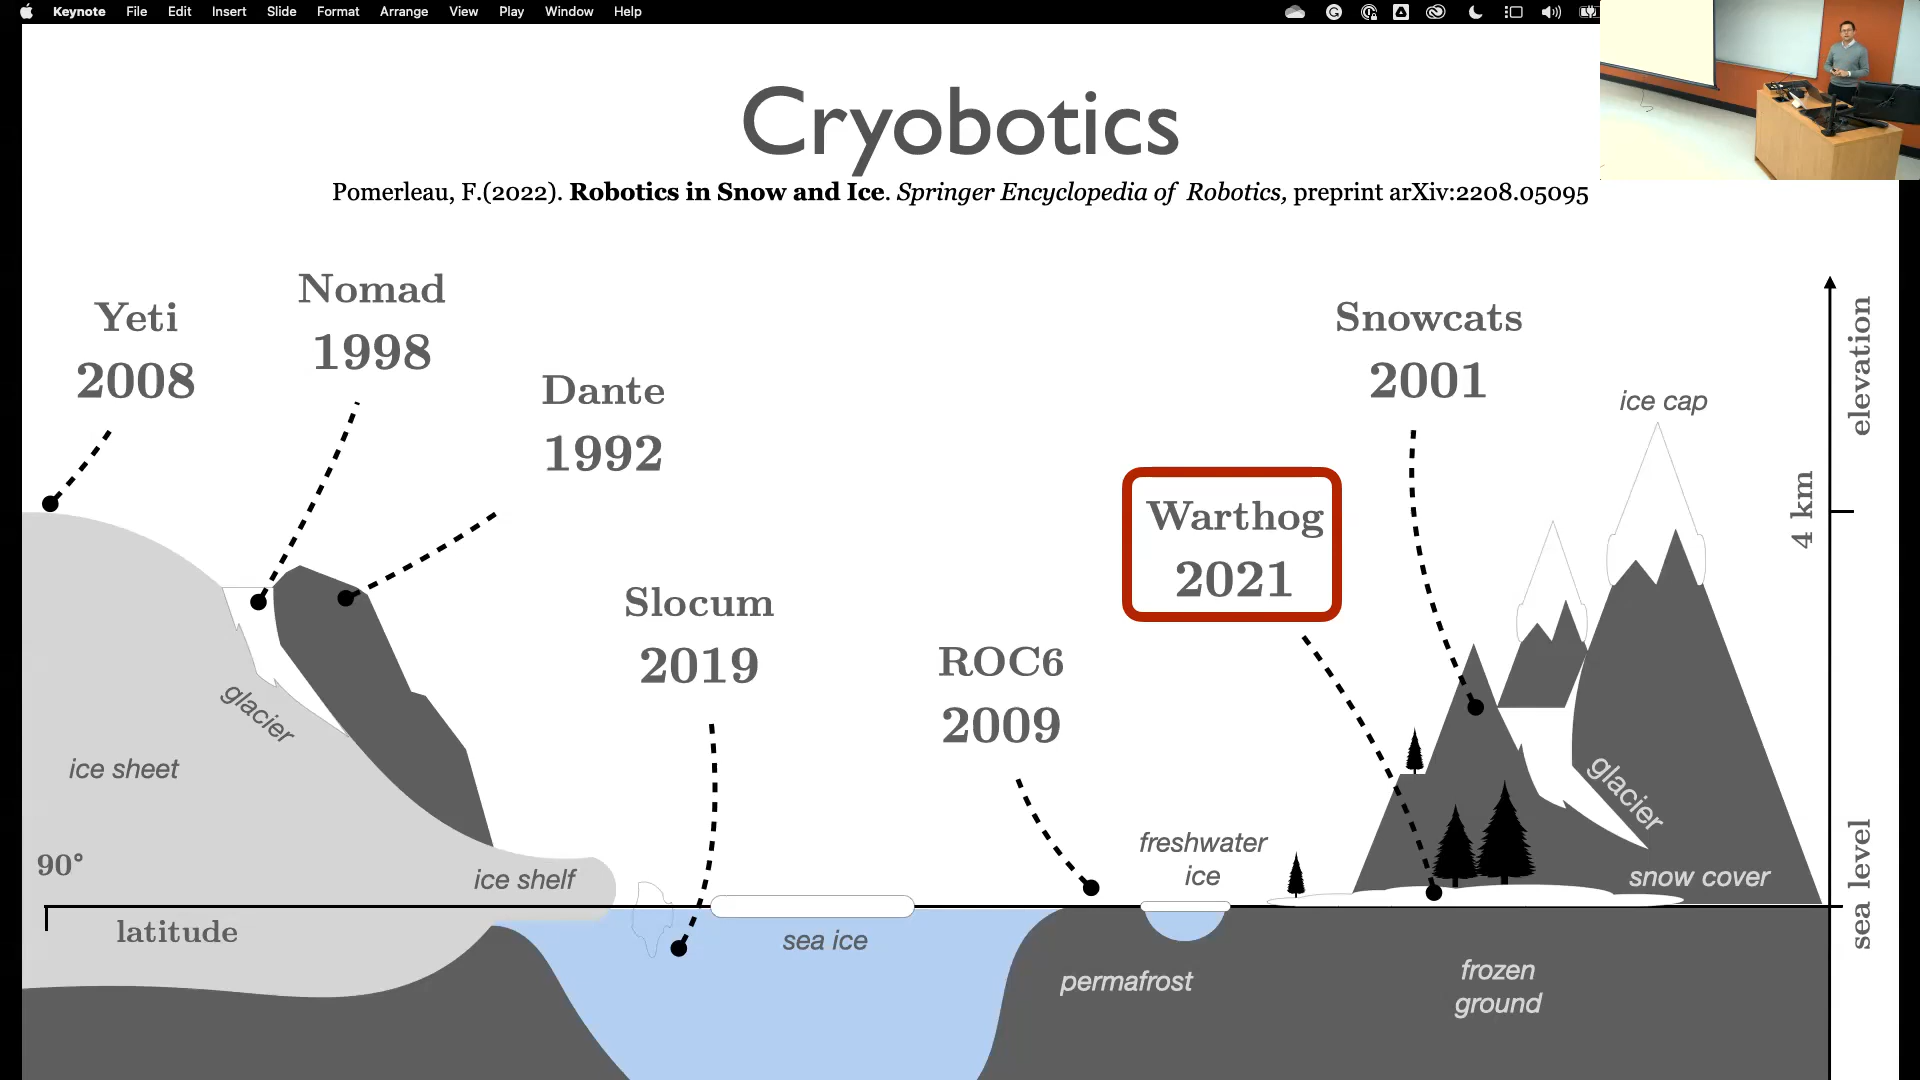 Keynote File Edit Insert Slide Format Arrange View Play Window Help
Cryobotics
Pomerleau, F.(2022). Robotics in Snow and Ice. Springer Encyclopedia of Robotics, preprint arXiv:2208.05095
Yeti
2008
Nomad
1998
Dante
1992
Slocum
2019
ROC6
2009
Warthog
2021
Snowcats
2001
ice cap
elevation
4 km
sea level
glacier
ice sheet
90°
latitude
ice shelf
sea ice
freshwater
ice
permafrost
glacier
snow cover
frozen
ground